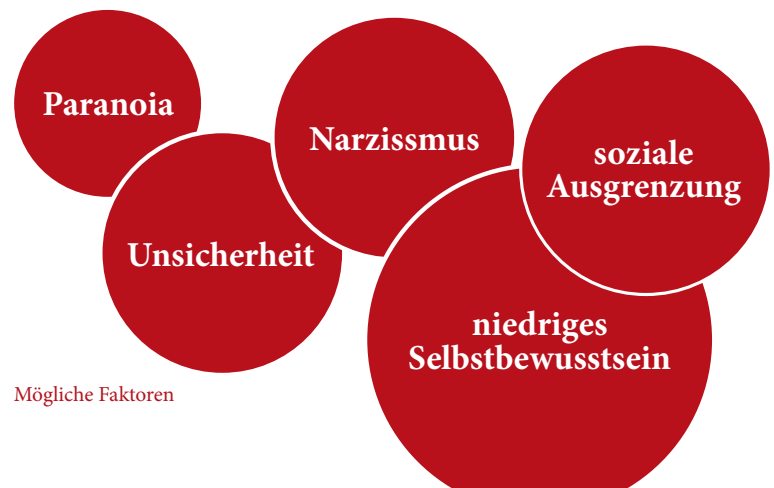 Paranoia
Narzissmus
soziale
Ausgrenzung
Unsicherheit
niedriges
Selbstbewusstsein
Mögliche Faktoren